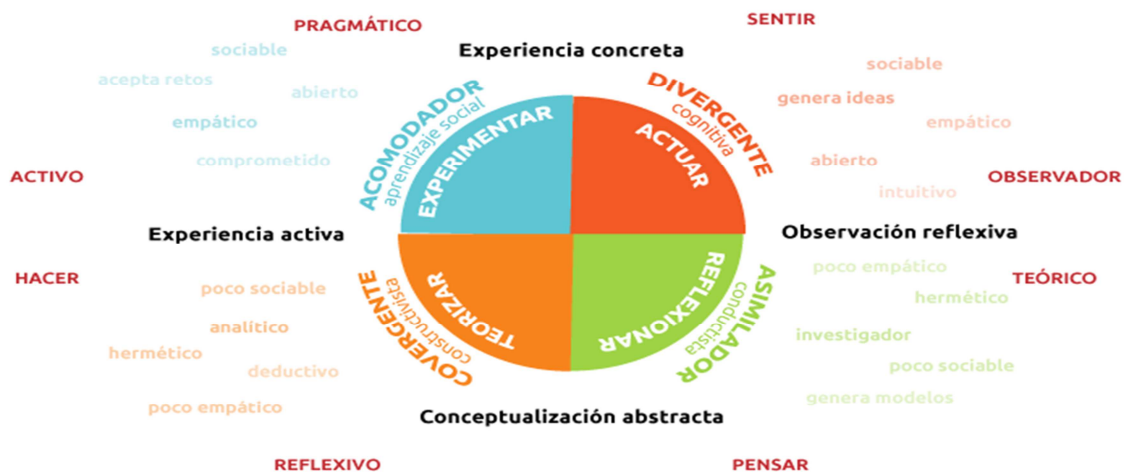 PRAGMÁTICO
SENTIR
Experiencia concreta
sociable
acepta retos
abierto
empático
comprometido
ACTIVO
ACOMODADOR
aprendizaje social
EXPERIMENTAR
DIVERGENTE
cognitiva
ACTUAR
sociable
genera ideas
empático
abierto
intuitivo
OBSERVADOR
Experiencia activa
Observación reflexiva
HACER
poco sociable
analítico
hermético
deductivo
poco empático
COVERGENTE
constructivista
TEORIZAR
REFLEXIONAR
ASIMILADOR
conductista
TEÓRICO
poco empático
hermético
investigador
poco sociable
genera modelos
Conceptualización abstracta
REFLEXIVO
PENSAR